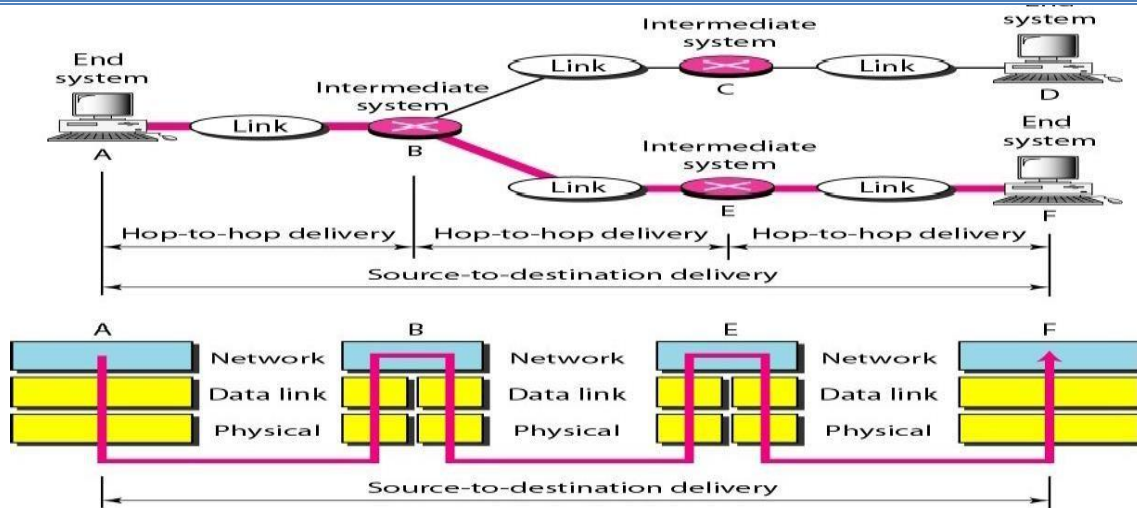 End
system
Intermediate
system
Link
Link
C
D
End
system
Intermediate
system
Link
A
B
Intermediate
system
End
system
Link
Link
E
F
Hop-to-hop delivery
Hop-to-hop delivery
Hop-to-hop delivery
Source-to-destination delivery
A
B
E
F
Network
Network
Network
Data link
Data link
Data link
Physical
Physical
Physical
Source-to-destination delivery